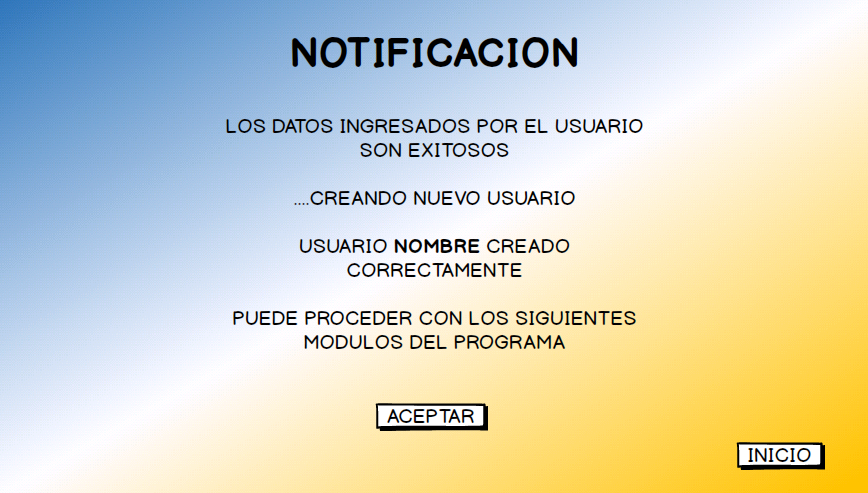 NOTIFICACION
LOS DATOS INGRESADOS POR EL USUARIO
SON EXITOSOS
....CREANDO NUEVO USUARIO
USUARIO NOMBRE CREADO
CORRECTAMENTE
PUEDE PROCEDER CON LOS SIGUIENTES
MODULOS DEL PROGRAMA
ACEPTAR
INICIO